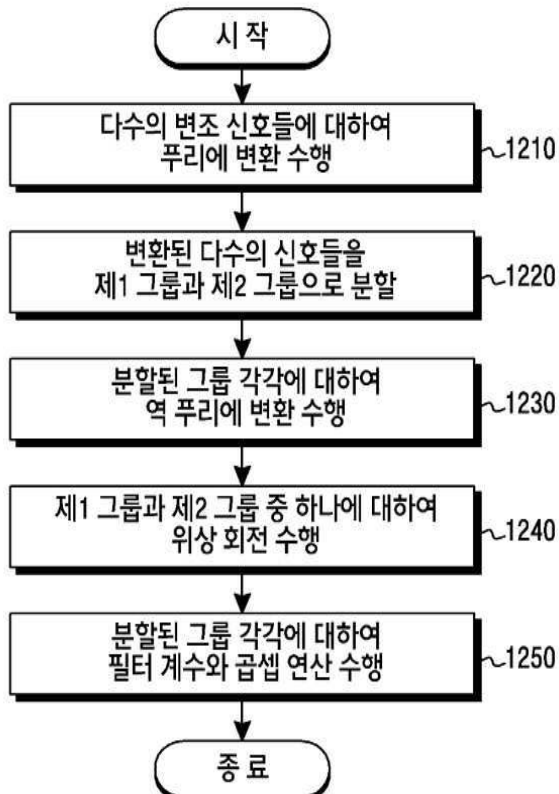 시 작
다수의 변조 신호들에 대하여
푸리에 변환 수행
1210
변환된 다수의 신호들을
제1 그룹과 제2 그룹으로 분할
1220
분할된 그룹 각각에 대하여
역 푸리에 변환 수행
1230
제1 그룹과 제2 그룹 중 하나에 대하여
위상 회전 수행
1240
분할된 그룹 각각에 대하여
필터 계수와 곱셉 연산 수행
1250
종 료